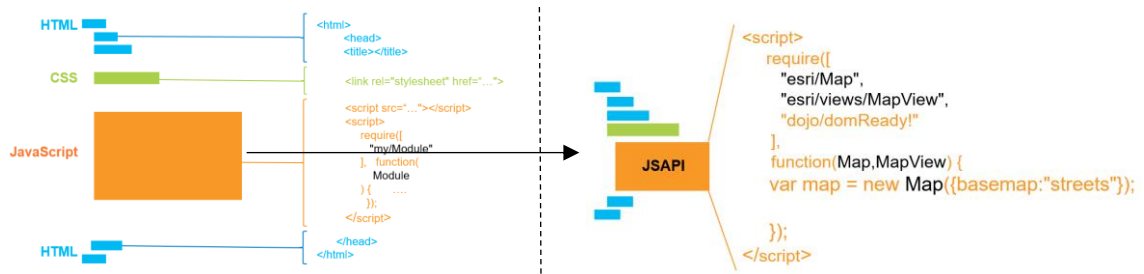 HTML
<html>
<head>
<title></title>
CSS
<link rel="stylesheet" href="...">
JavaScript
<script src="..."></script>
<script>
require([
"my/Module"
], function(
Module
) { ....
});
</script>
HTML
</head>
</html>
JSAPI
<script>
require([
"esri/Map",
"esri/views/MapView",
"dojo/domReady!"
],
function(Map,MapView) {
var map = new Map({basemap:"streets"});
});
</script>